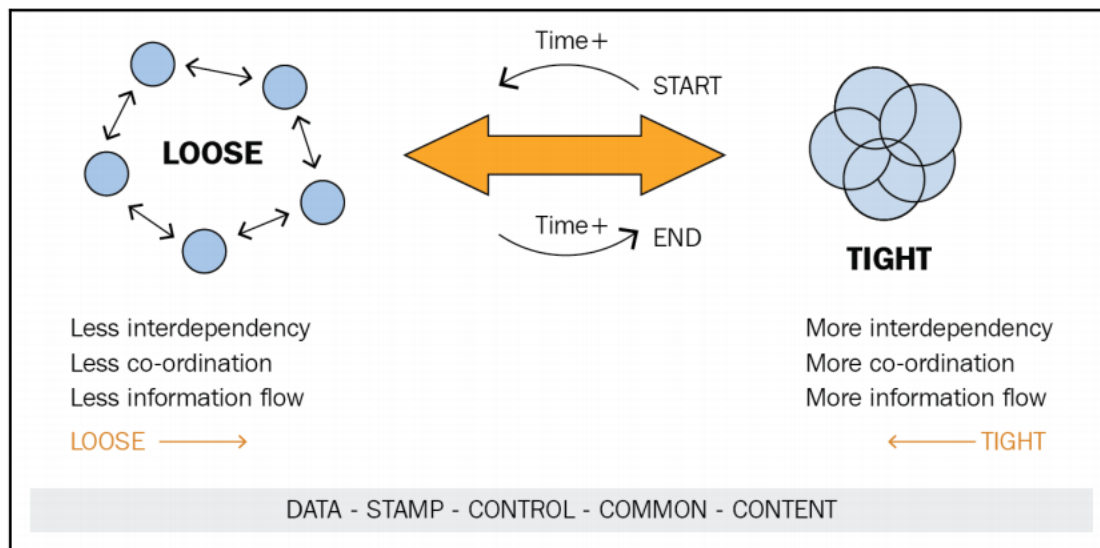 Time+
START
LOOSE
Time+
END
TIGHT
Less interdependency
Less co-ordination
Less information flow
LOOSE
More interdependency
More co-ordination
More information flow
TIGHT
DATA - STAMP - CONTROL - COMMON - CONTENT